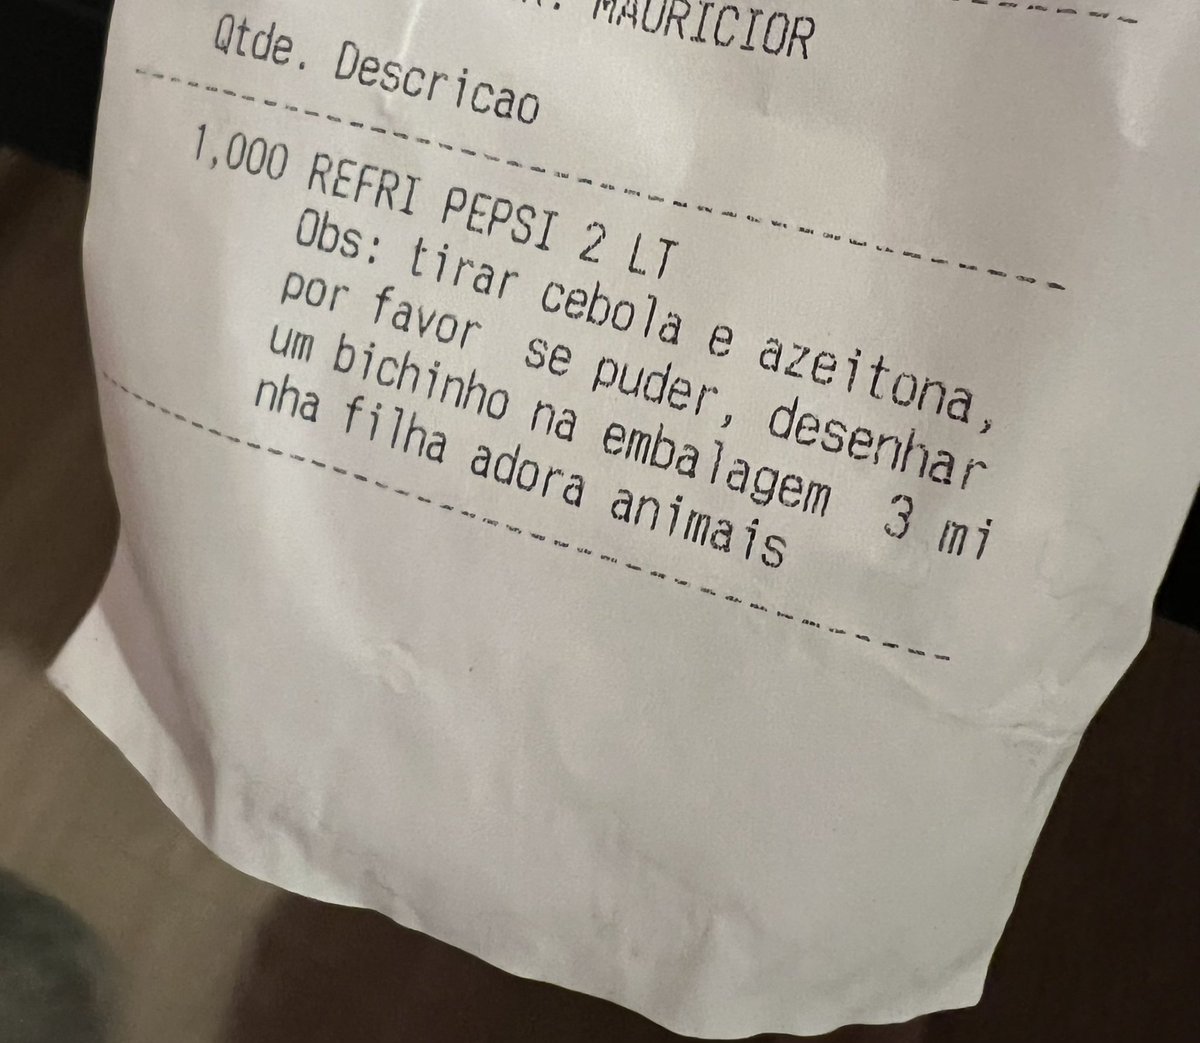 MAURICIOR
Qtde. Descricao
1,000 REFRI PEPSI 2 LT
Obs: tirar cebola e azeitona,
por favor  se puder, desenhar
um bichinho na embalagem  3 mi
nha filha adora animais